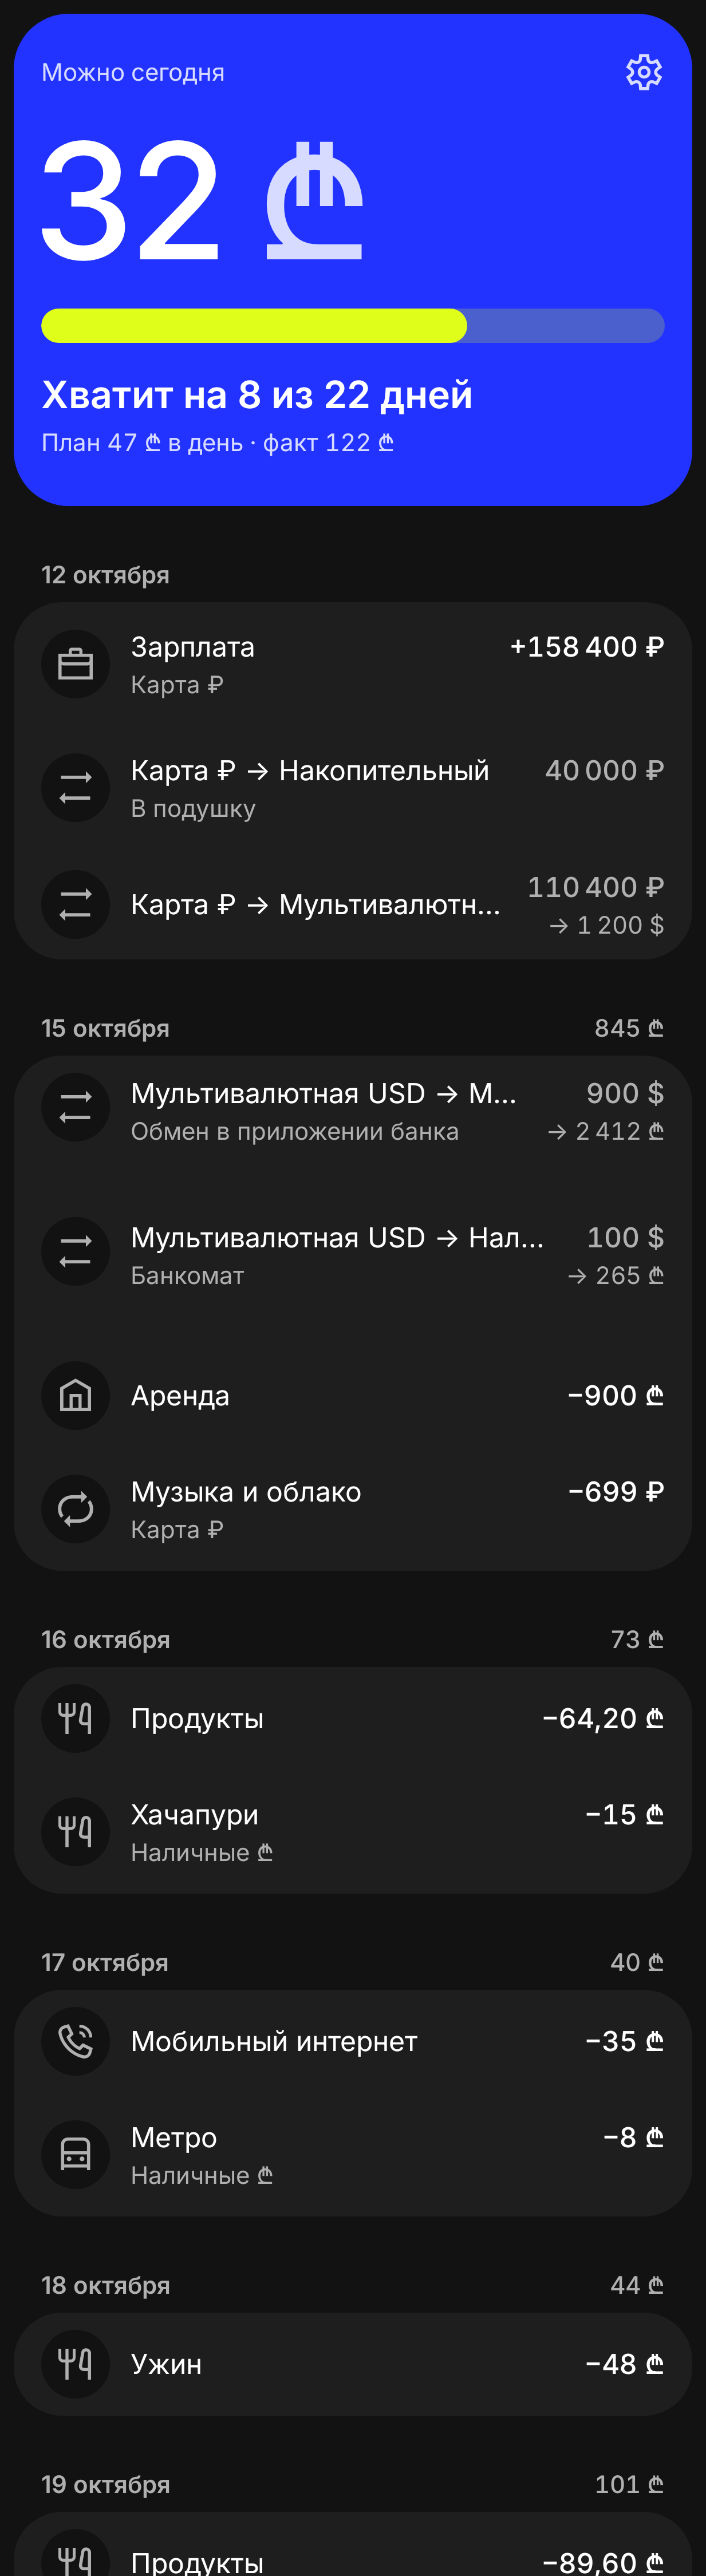 Можно сегодня
32 ₾
Хватит на 8 из 22 дней
План 47 ₾ в день · факт 122 ₾
12 октября
Зарплата +158 400 ₽
Карта ₽
Карта ₽ → Накопительный 40 000 ₽
В подушку
Карта ₽ → Мультивалютн... 110 400 ₽
→ 1 200 $
15 октября 845 ₾
Мультивалютная USD → М... 900 $
Обмен в приложении банка → 2 412 ₾
Мультивалютная USD → Нал... 100 $
Банкомат → 265 ₾
Аренда −900 ₾
Музыка и облако −699 ₽
Карта ₽
16 октября 73 ₾
Продукты −64,20 ₾
Хачапури −15 ₾
Наличные ₾
17 октября 40 ₾
Мобильный интернет −35 ₾
Метро −8 ₾
Наличные ₾
18 октября 44 ₾
Ужин −48 ₾
19 октября 101 ₾
Продукты −89,60 ₾